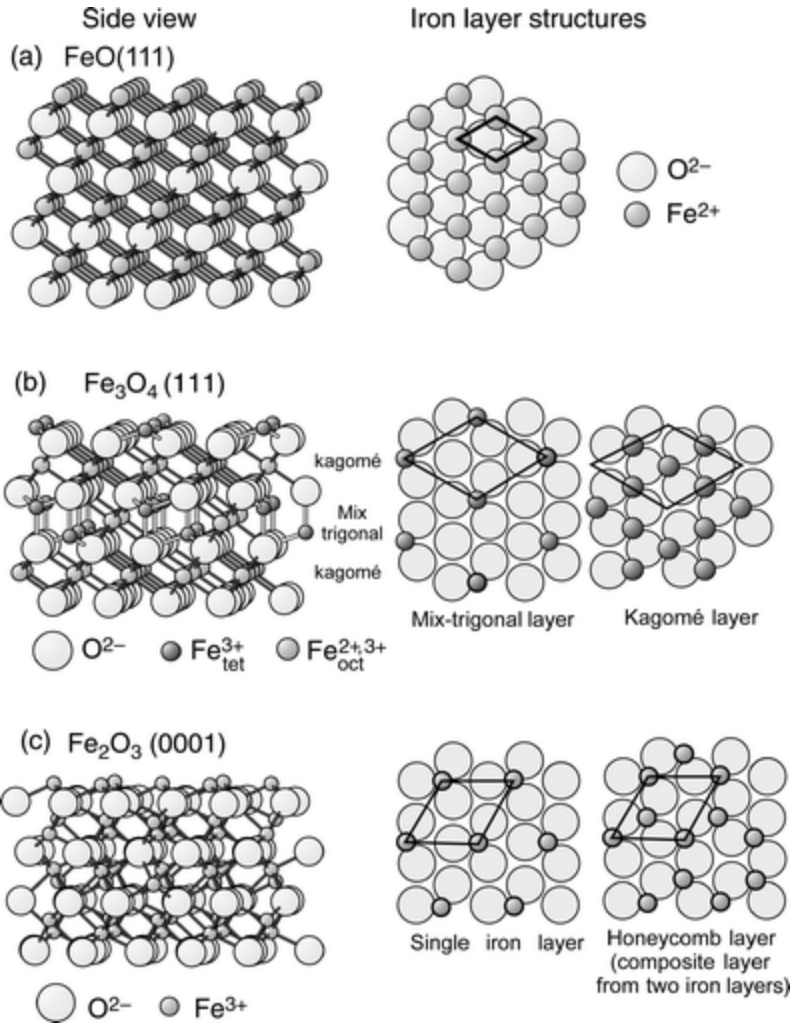 Side view
Iron layer structures
(a) FeO(111)
O²⁻
Fe²⁺
(b) Fe₃O₄ (111)
kagomé
Mix
trigonal
kagomé
Mix-trigonal layer
Kagomé layer
O²⁻
Fe³⁺ tet
Fe²⁺,³⁺ oct
(c) Fe₂O₃ (0001)
Single iron layer
Honeycomb layer
(composite layer
from two iron layers)
O²⁻
Fe³⁺